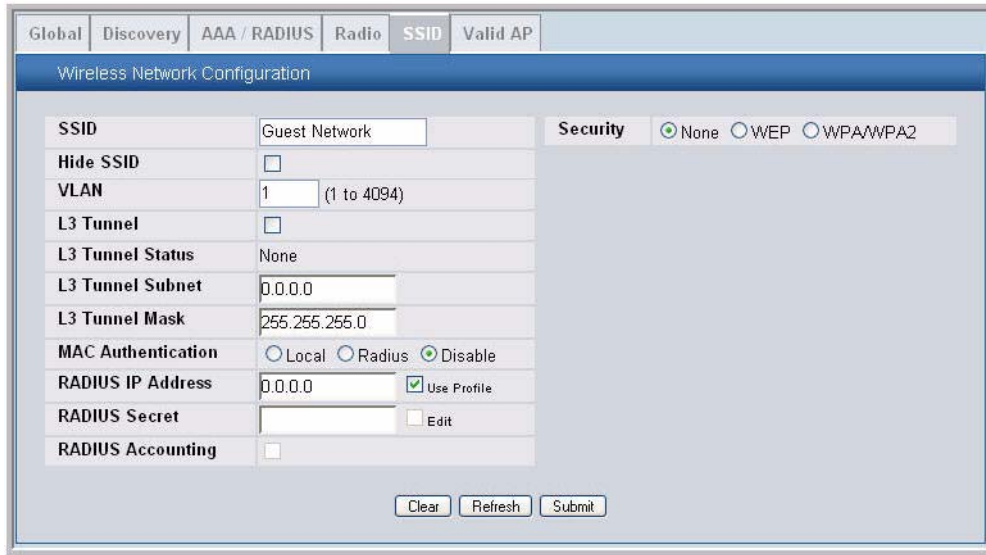 Global Discovery AAA / RADIUS Radio SSID Valid AP
Wireless Network Configuration
SSID Guest Network Security None WEP WPA/WPA2
Hide SSID
VLAN 1 (1 to 4094)
L3 Tunnel
L3 Tunnel Status None
L3 Tunnel Subnet 0.0.0.0
L3 Tunnel Mask 255.255.255.0
MAC Authentication Local Radius Disable
RADIUS IP Address 0.0.0.0 Use Profile
RADIUS Secret Edit
RADIUS Accounting
Clear Refresh Submit